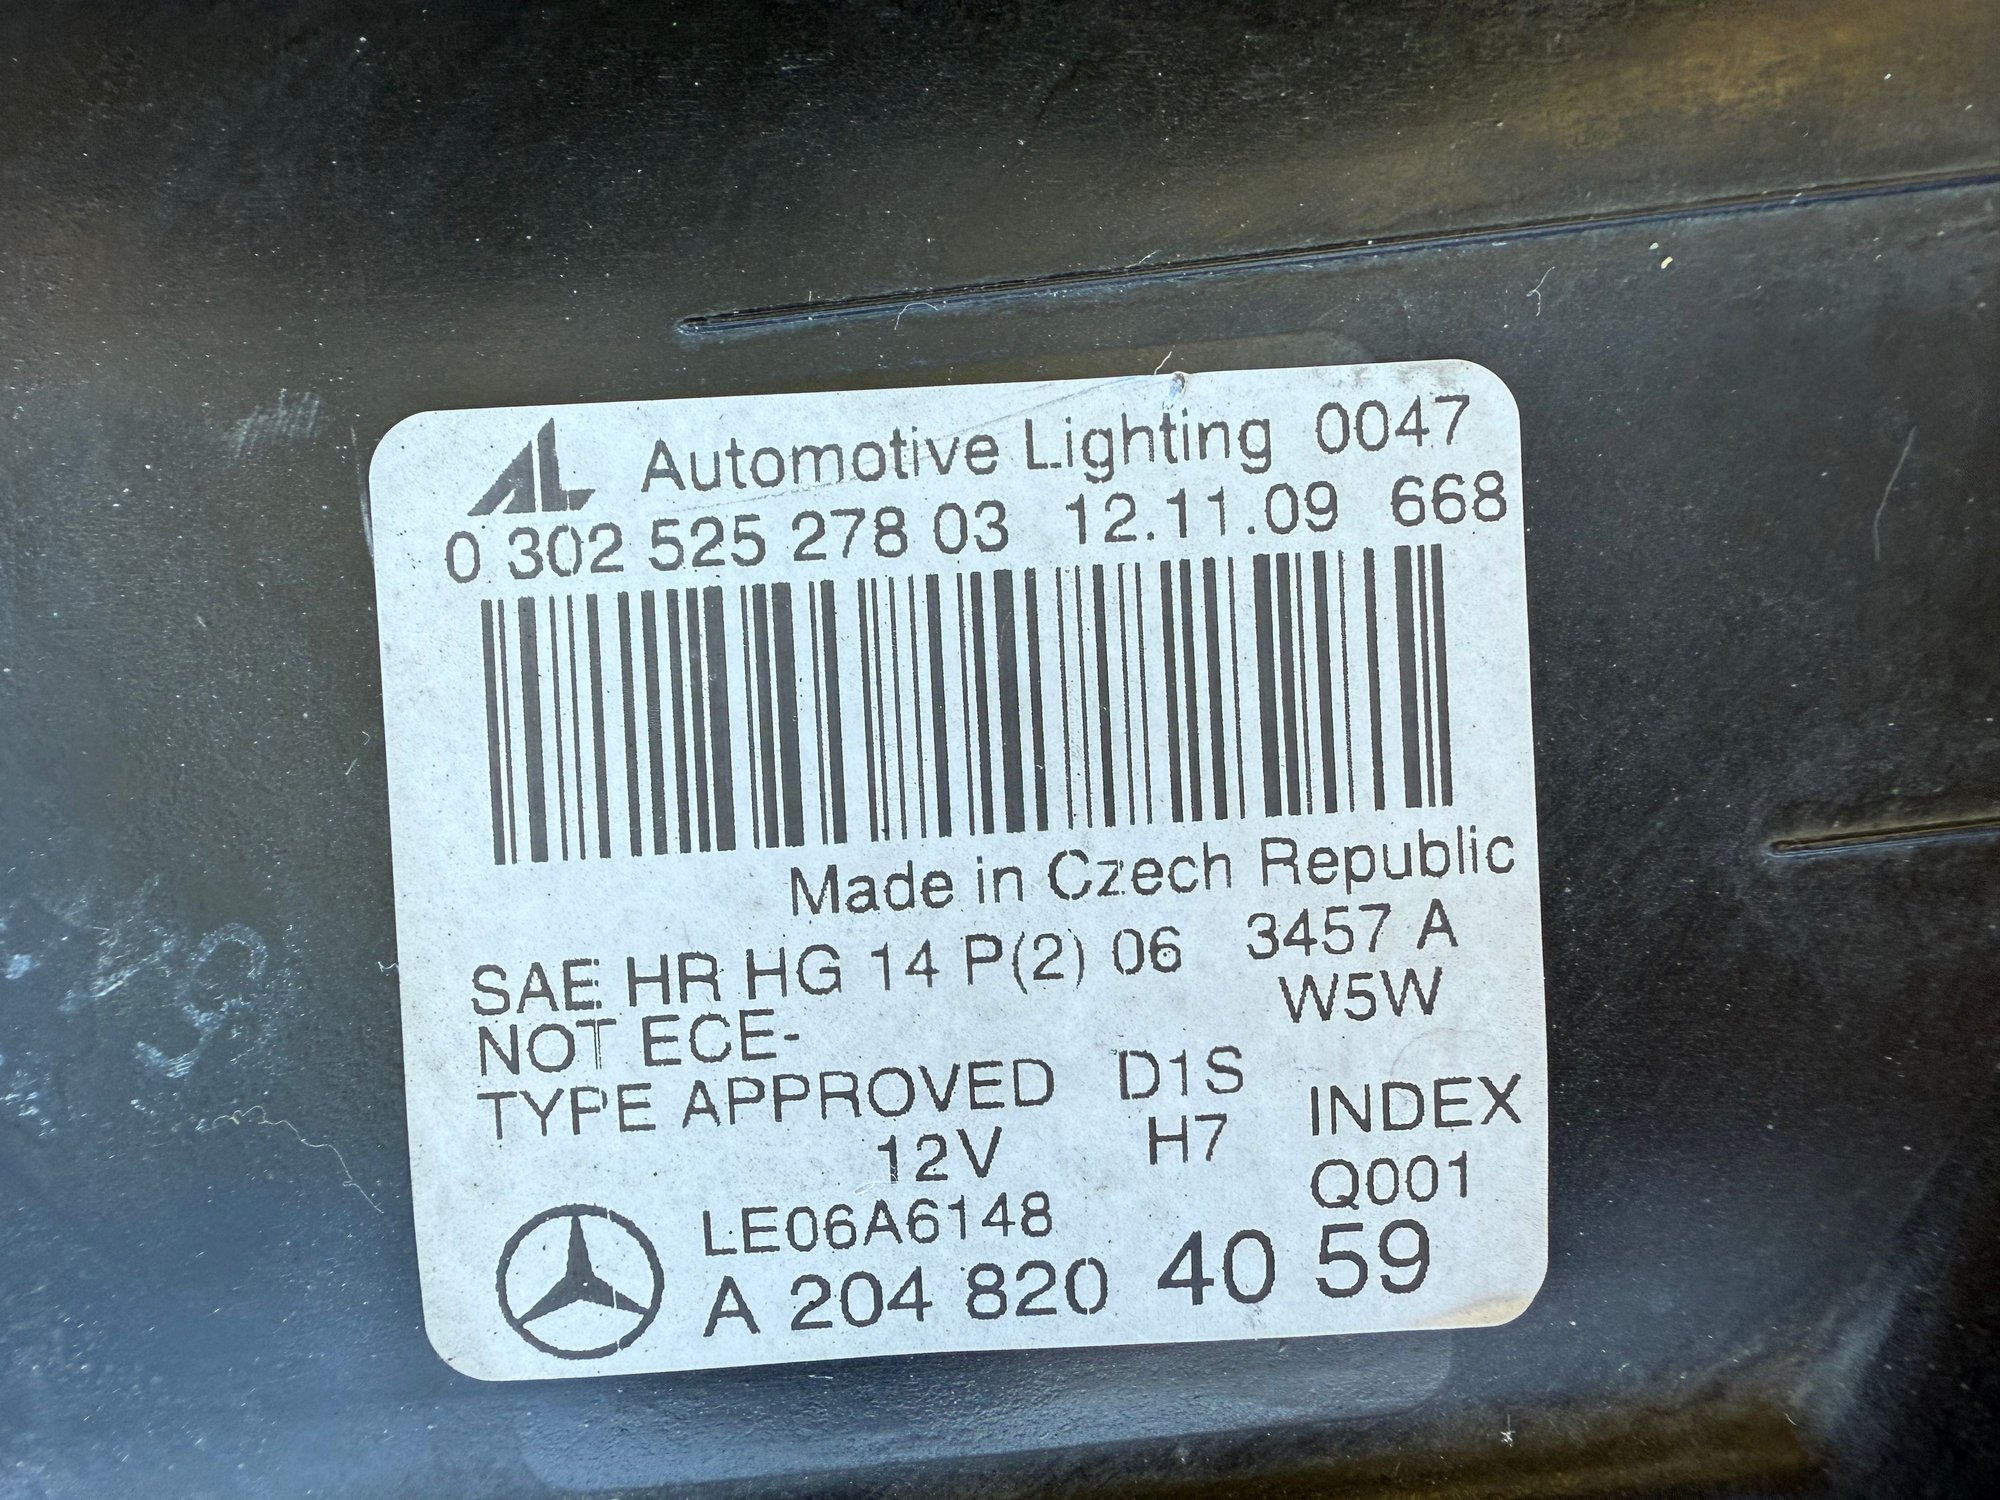 AL Automotive Lighting 0047
0 302 525 278 03 12.11.09 668
Made in Czech Republic
SAE HR HG 14 P(2) 06 3457 A
NOT ECE- W5W
TYPE APPROVED D1S INDEX
12V H7 Q001
LE06A6148
A 204 820 40 59